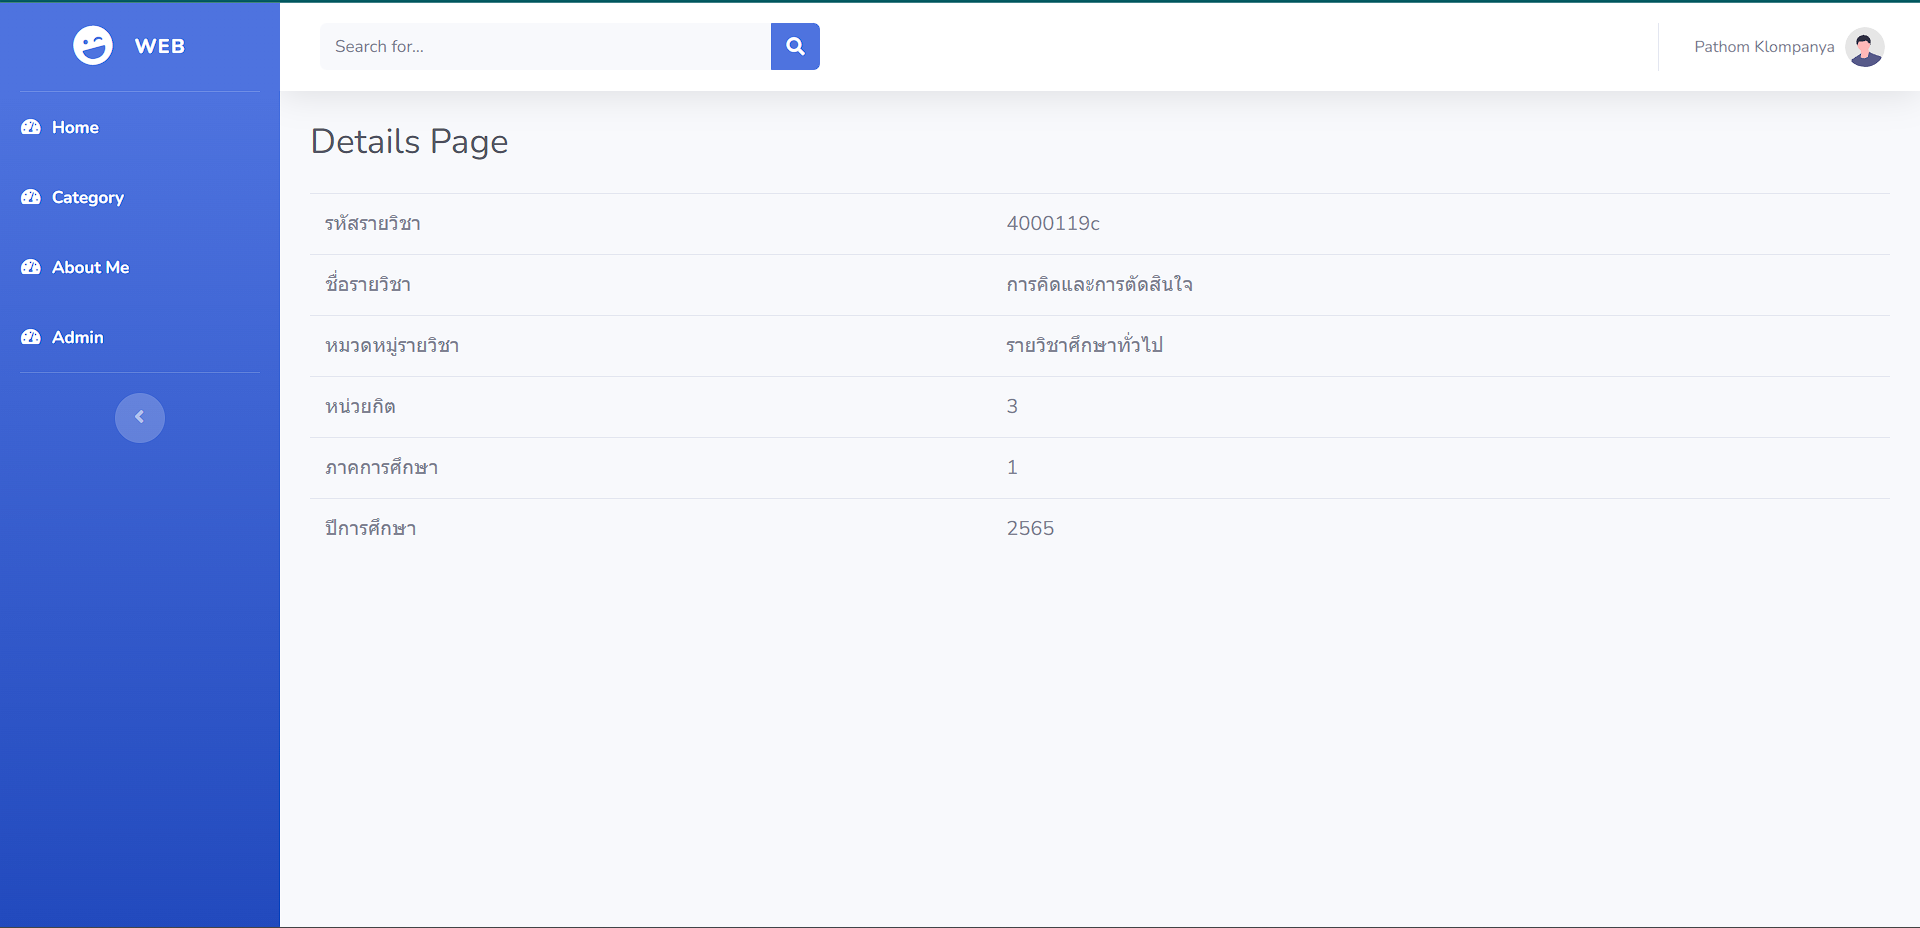 WEB
Search for...
Pathom Klompanya
Home
Category
About Me
Admin
Details Page
รหัสรายวิชา 4000119c
ชื่อรายวิชา การคิดและการตัดสินใจ
หมวดหมู่รายวิชา รายวิชาศึกษาทั่วไป
หน่วยกิต 3
ภาคการศึกษา 1
ปีการศึกษา 2565